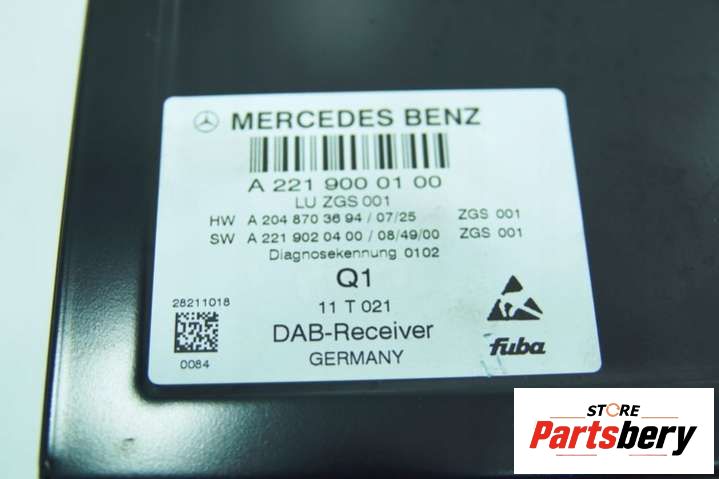 MERCEDES BENZ
A 221 900 01 00
LU ZGS 001
HW A 204 870 36 94 / 07/25 ZGS 001
SW A 221 902 04 00 / 08/49/00 ZGS 001
Diagnosekennung 0102
Q1
28211018
11 T 021
DAB-Receiver
0084
GERMANY
fuba
STORE
Partsbery